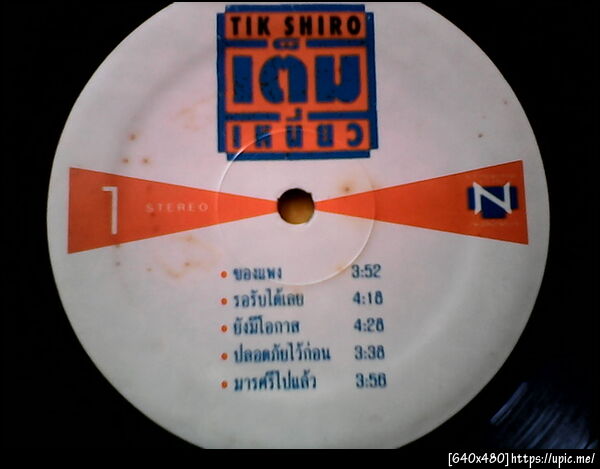 TIK SHIRO
เต็ม
เหนี่ยว
1 STEREO N
ของแพง 3:52
รอรับได้เลย 4:18
ยังมีโอกาส 4:28
ปลอดภัยไว้ก่อน 3:38
มารศรีไปแล้ว 3:58
[640x480]https://upic.me/